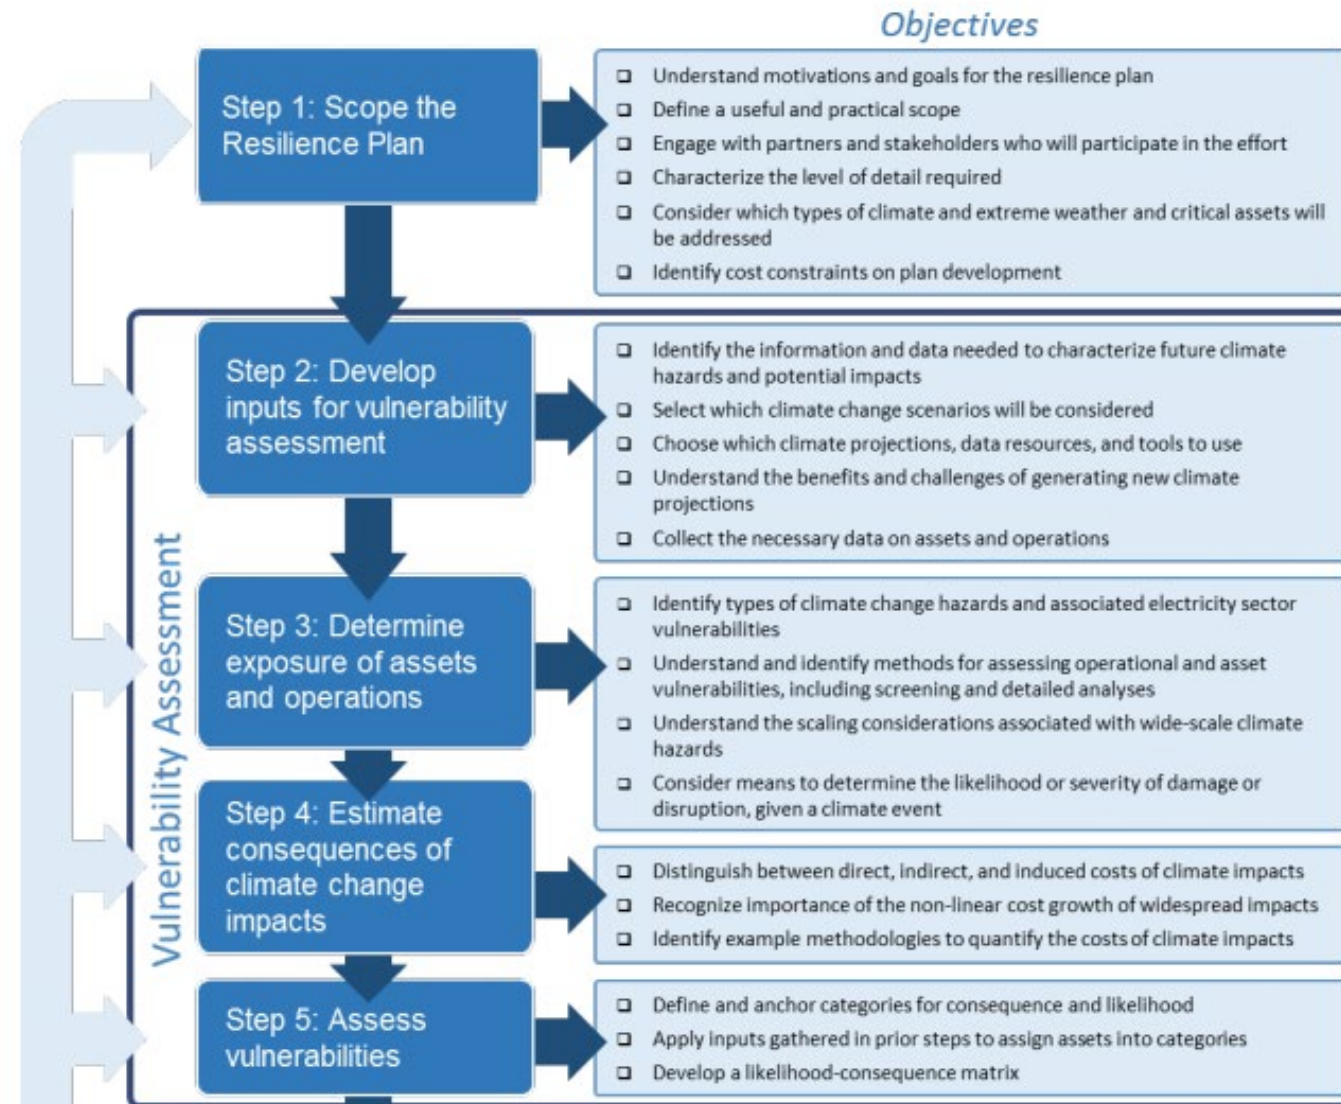 Objectives
Step 1: Scope the
Resilience Plan
❑ Understand motivations and goals for the resilience plan
❑ Define a useful and practical scope
❑ Engage with partners and stakeholders who will participate in the effort
❑ Characterize the level of detail required
❑ Consider which types of climate and extreme weather and critical assets will
be addressed
❑ Identify cost constraints on plan development
Vulnerability Assessment
Step 2: Develop
inputs for vulnerability
assessment
❑ Identify the information and data needed to characterize future climate
hazards and potential impacts
❑ Select which climate change scenarios will be considered
❑ Choose which climate projections, data resources, and tools to use
❑ Understand the benefits and challenges of generating new climate
projections
❑ Collect the necessary data on assets and operations
Step 3: Determine
exposure of assets
and operations
❑ Identify types of climate change hazards and associated electricity sector
vulnerabilities
❑ Understand and identify methods for assessing operational and asset
vulnerabilities, including screening and detailed analyses
❑ Understand the scaling considerations associated with wide-scale climate
hazards
❑ Consider means to determine the likelihood or severity of damage or
disruption, given a climate event
Step 4: Estimate
consequences of
climate change
impacts
❑ Distinguish between direct, indirect, and induced costs of climate impacts
❑ Recognize importance of the non-linear cost growth of widespread impacts
❑ Identify example methodologies to quantify the costs of climate impacts
Step 5: Assess
vulnerabilities
❑ Define and anchor categories for consequence and likelihood
❑ Apply inputs gathered in prior steps to assign assets into categories
❑ Develop a likelihood-consequence matrix